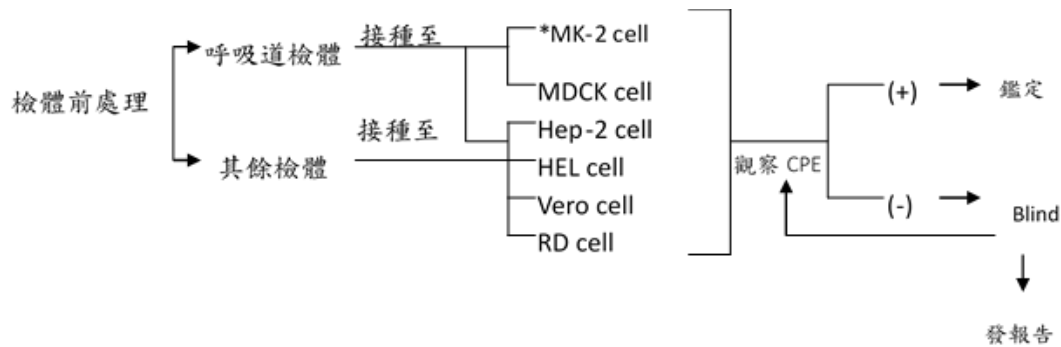 檢體前處理
呼吸道檢體
接種至
其餘檢體
接種至
*MK-2 cell
MDCK cell
Hep-2 cell
HEL cell
Vero cell
RD cell
觀察 CPE
(+)
鑑定
(-)
Blind
發報告